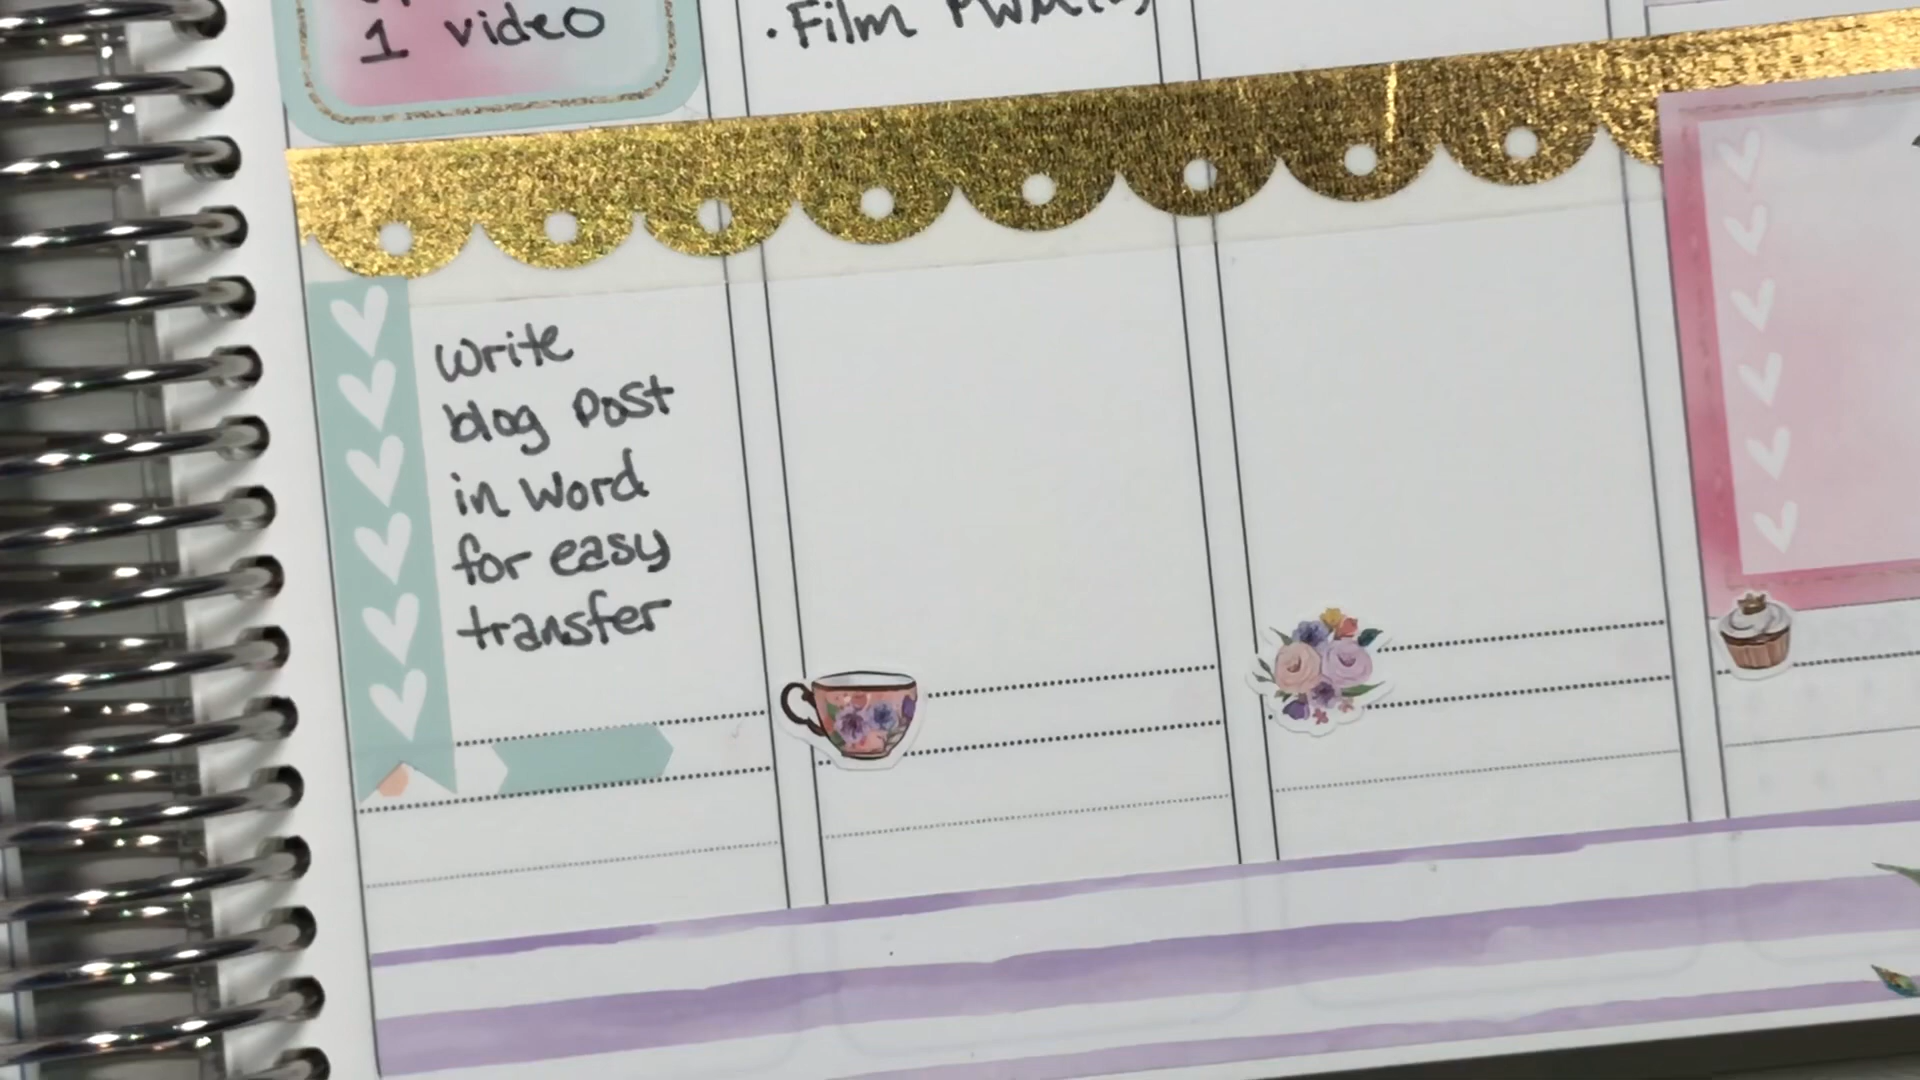 1 video
· Film
Write
blog post
in Word
for easy
transfer